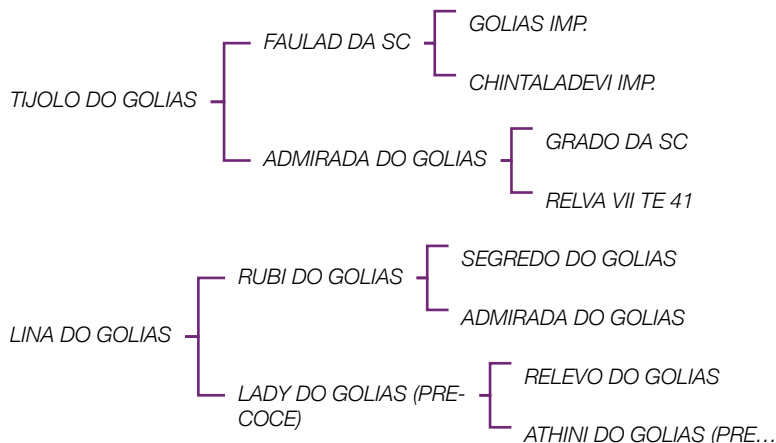 GOLIAS IMP.
FAULAD DA SC
CHINTALADEVI IMP.
TIJOLO DO GOLIAS
GRADO DA SC
ADMIRADA DO GOLIAS
RELVA VII TE 41
SEGREDO DO GOLIAS
RUBI DO GOLIAS
ADMIRADA DO GOLIAS
LINA DO GOLIAS
RELEVO DO GOLIAS
LADY DO GOLIAS (PRE-
COCE)
ATHINI DO GOLIAS (PRE...